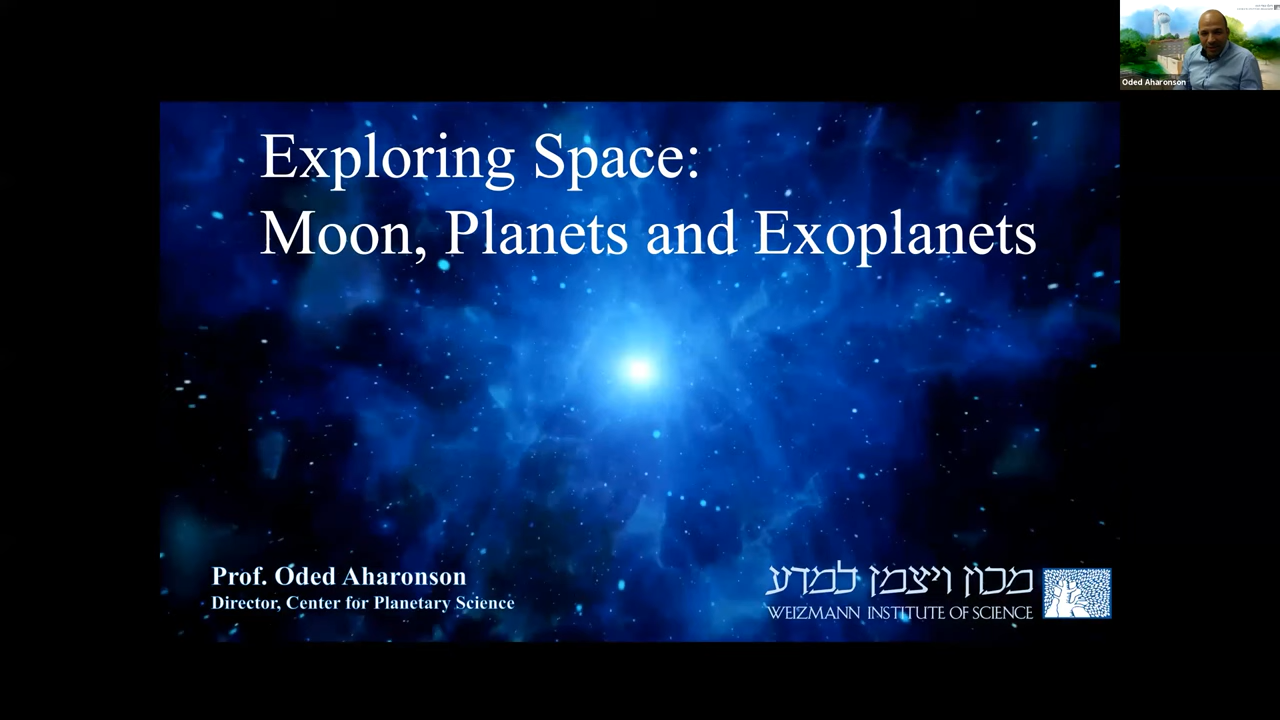 Exploring Space:
Moon, Planets and Exoplanets
Prof. Oded Aharonson
Director, Center for Planetary Science
מכון ויצמן למדע
WEIZMANN INSTITUTE OF SCIENCE
Oded Aharonson